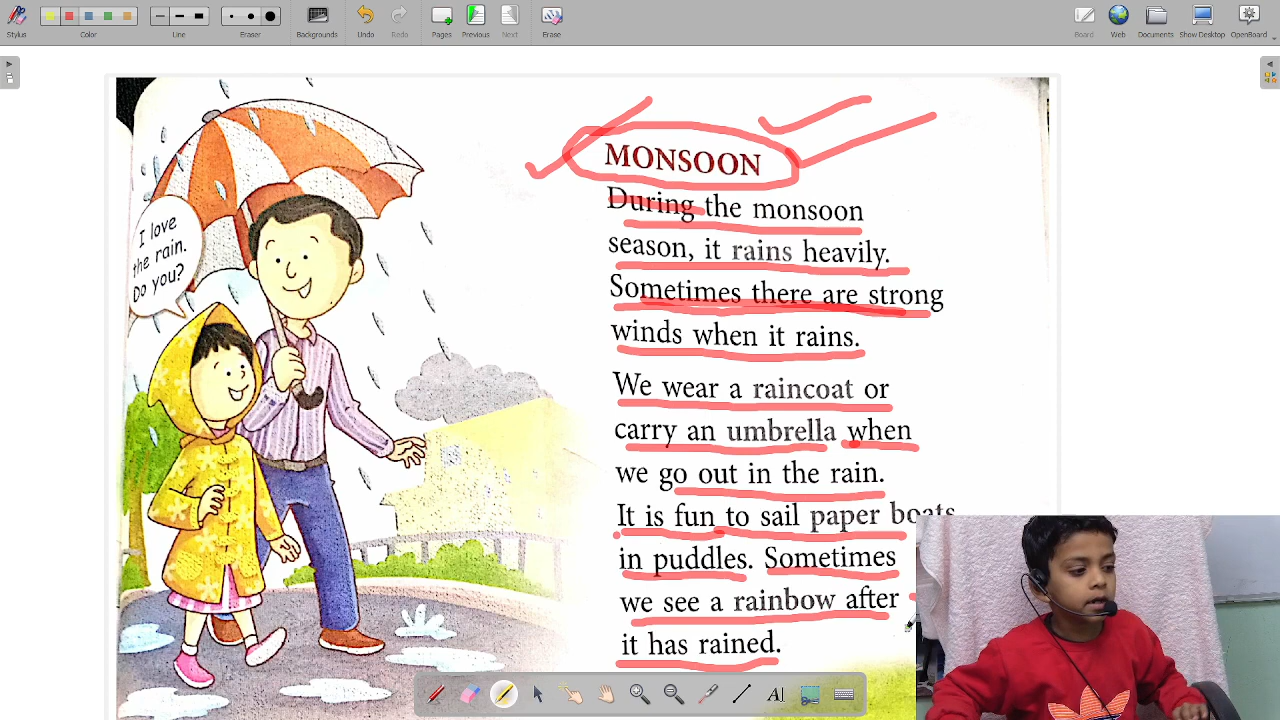 Stylus
Color
Line
Eraser
Backgrounds
Undo
Redo
Pages
Previous
Next
Erase
Board
Web
Documents
Show Desktop
OpenBoard
I love
the rain.
Do you?
MONSOON
During the monsoon
season, it rains heavily.
Sometimes there are strong
winds when it rains.
We wear a raincoat or
carry an umbrella when
we go out in the rain.
It is fun to sail paper boats
in puddles. Sometimes
we see a rainbow after
it has rained.